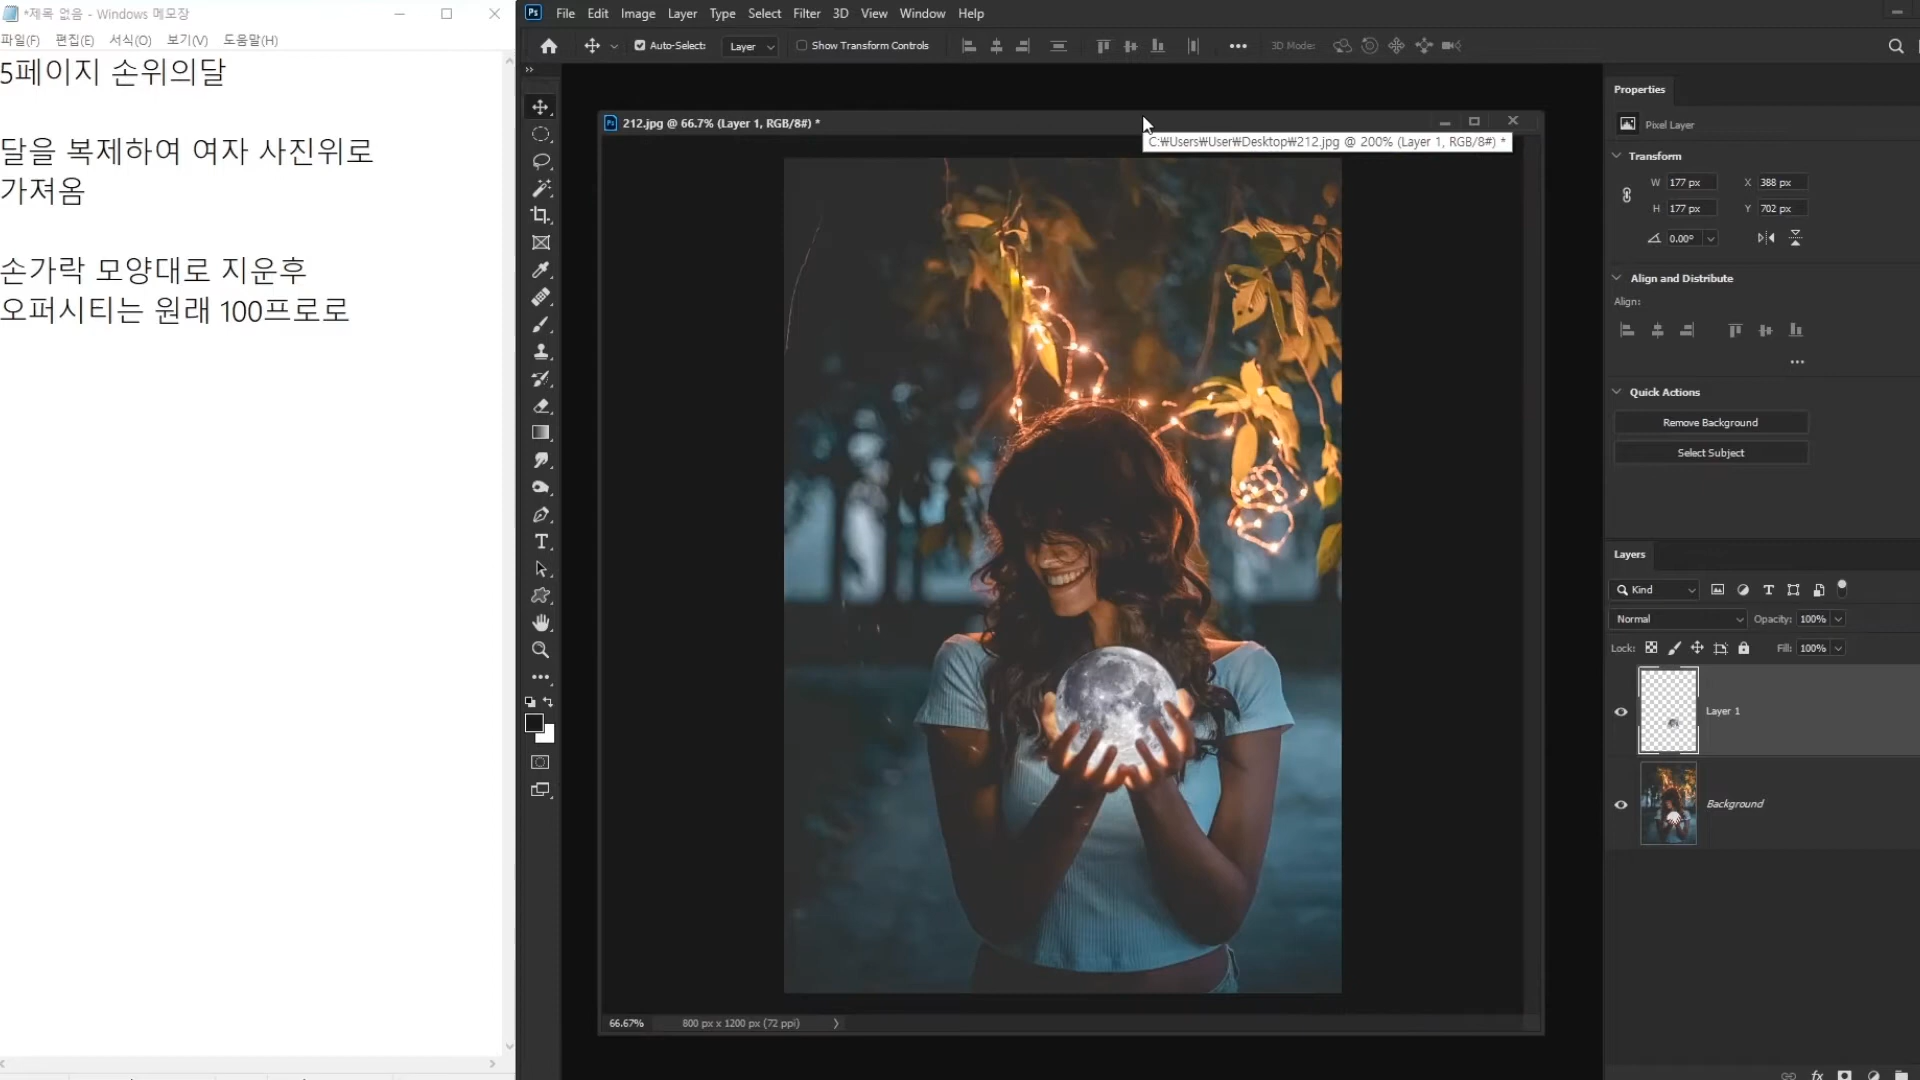 *제목 없음 - Windows 메모장
파일(F) 편집(E) 서식(O) 보기(V) 도움말(H)
5페이지 손위의달
달을 복제하여 여자 사진위로
가져옴
손가락 모양대로 지운후
오퍼시티는 원래 100프로로
Ps File Edit Image Layer Type Select Filter 3D View Window Help
Auto-Select: Layer Show Transform Controls 3D Mode:
212.jpg @ 66.7% (Layer 1, RGB/8#) *
C:₩Users₩User₩Desktop₩212.jpg @ 200% (Layer 1, RGB/8#) *
66.67% 800 px x 1200 px (72 ppi)
Properties
Pixel Layer
Transform
W 177 px X 388 px
H 177 px Y 702 px
0.00°
Align and Distribute
Align:
Quick Actions
Remove Background
Select Subject
Layers
Kind
Normal Opacity: 100%
Lock: Fill: 100%
Layer 1
Background
fx